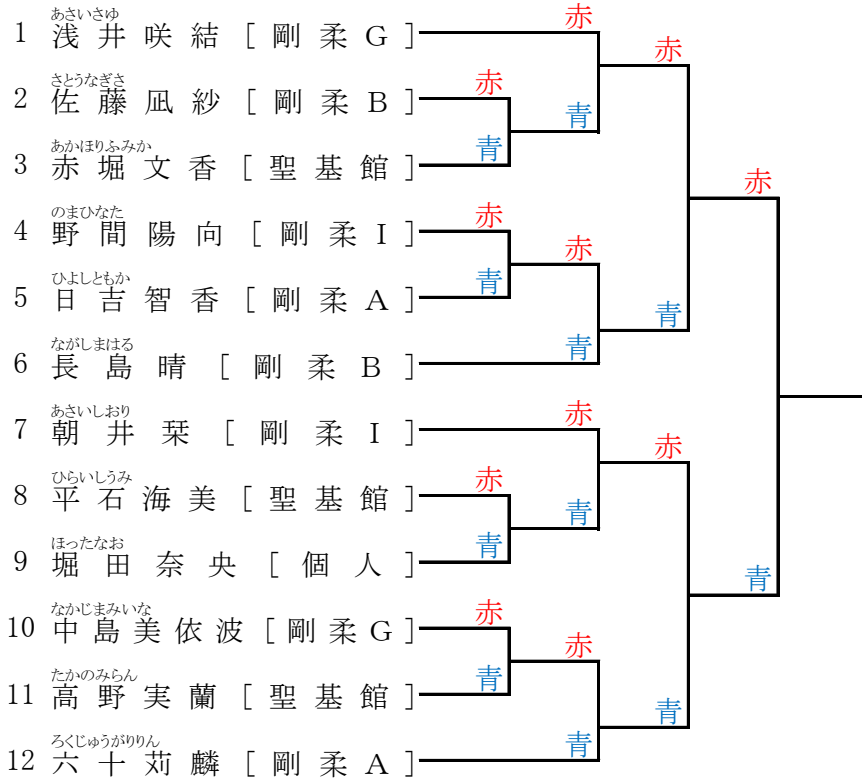 あさいさゆ
1 浅井咲結 [剛柔G] 赤
赤
さとうなぎさ
2 佐藤凪紗 [剛柔B] 赤
青
あかほりふみか
3 赤堀文香 [聖基館] 青
赤
のまひなた
4 野間陽向 [剛柔I] 赤
赤
ひよしともか
5 日吉智香 [剛柔A] 青
青
ながしまはる
6 長島晴 [剛柔B] 青
あさいしおり
7 朝井栞 [剛柔I] 赤
赤
ひらいしうみ
8 平石海美 [聖基館] 赤
青
ほったなお
9 堀田奈央 [個人] 青
青
なかじまみいな
10 中島美依波 [剛柔G] 赤
赤
たかのみらん
11 高野実蘭 [聖基館] 青
青
ろくじゅうがりりん
12 六十苅麟 [剛柔A] 青